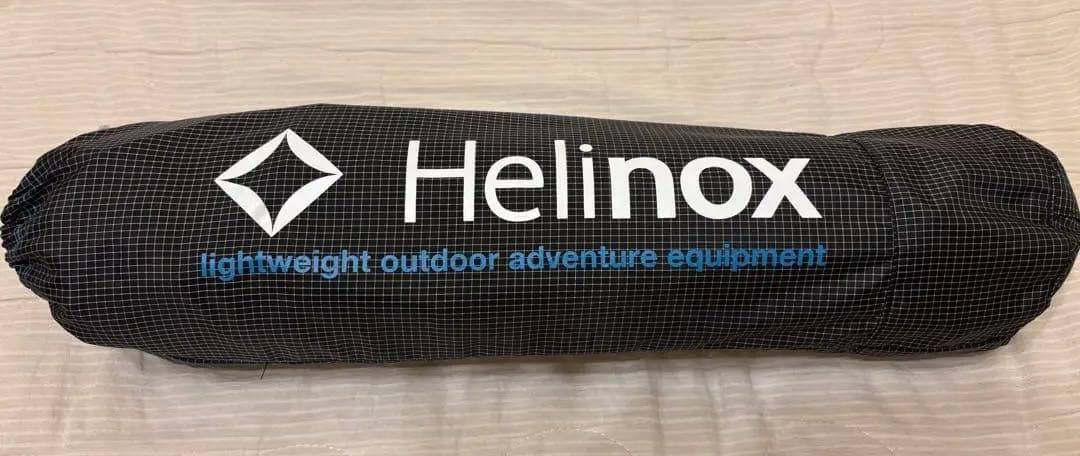 Helinox
lightweight outdoor adventure equipment